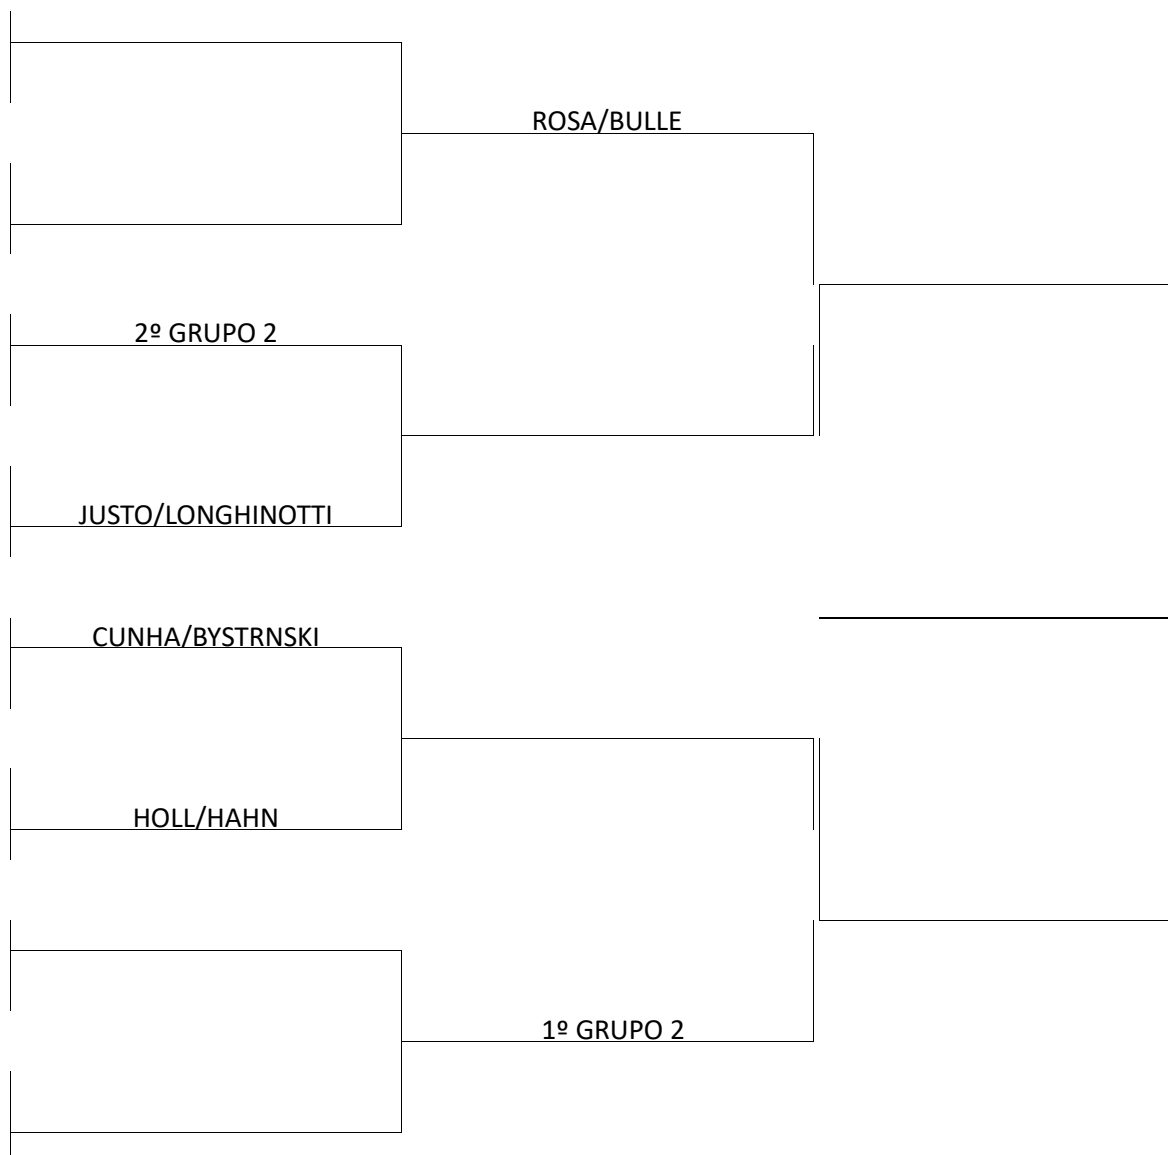 ROSA/BULLE
2º GRUPO 2
JUSTO/LONGHINOTTI
CUNHA/BYSTRNSKI
HOLL/HAHN
1º GRUPO 2